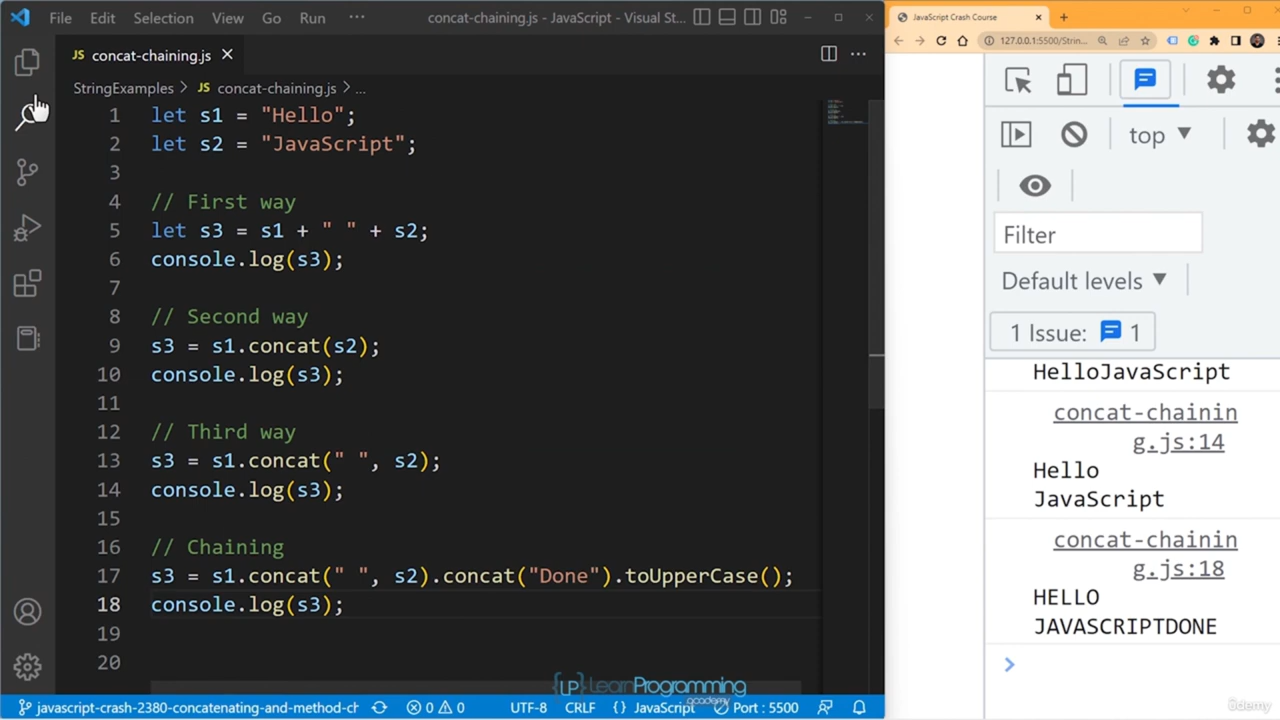 File Edit Selection View Go Run ··· concat-chaining.js - JavaScript - Visual St...
JS concat-chaining.js
StringExamples > JS concat-chaining.js > ...
1 let s1 = "Hello";
2 let s2 = "JavaScript";
3
4 // First way
5 let s3 = s1 + " " + s2;
6 console.log(s3);
7
8 // Second way
9 s3 = s1.concat(s2);
10 console.log(s3);
11
12 // Third way
13 s3 = s1.concat(" ", s2);
14 console.log(s3);
15
16 // Chaining
17 s3 = s1.concat(" ", s2).concat("Done").toUpperCase();
18 console.log(s3);
19
20
{LP} LearnProgramming
academy
javascript-crash-2380-concatenating-and-method-ch 0 0 UTF-8 CRLF {} JavaScript Port : 5500
JavaScript Crash Course
127.0.0.1:5500/Strin...
top
Filter
Default levels
1 Issue: 1
HelloJavaScript
concat-chainin
g.js:14
Hello
JavaScript
concat-chainin
g.js:18
HELLO
JAVASCRIPTDONE
>
ûdemy